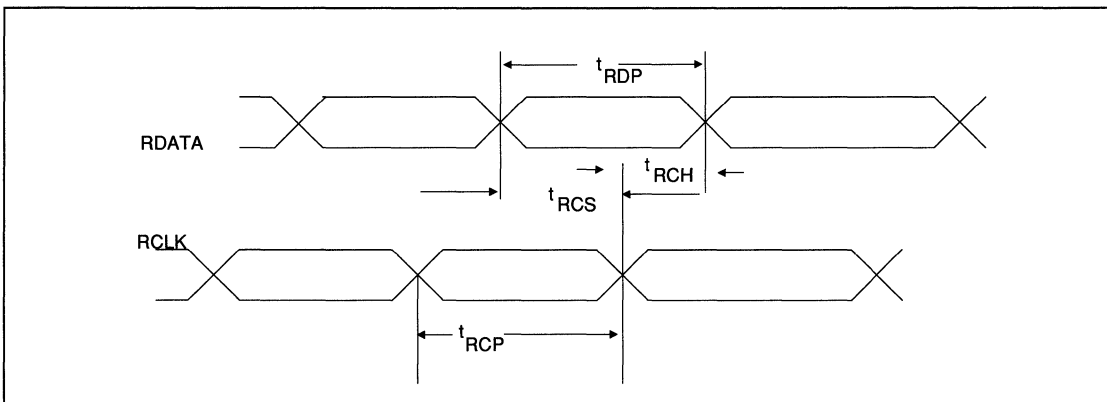 tRDP
RDATA
tRCH
tRCS
RCLK
tRCP